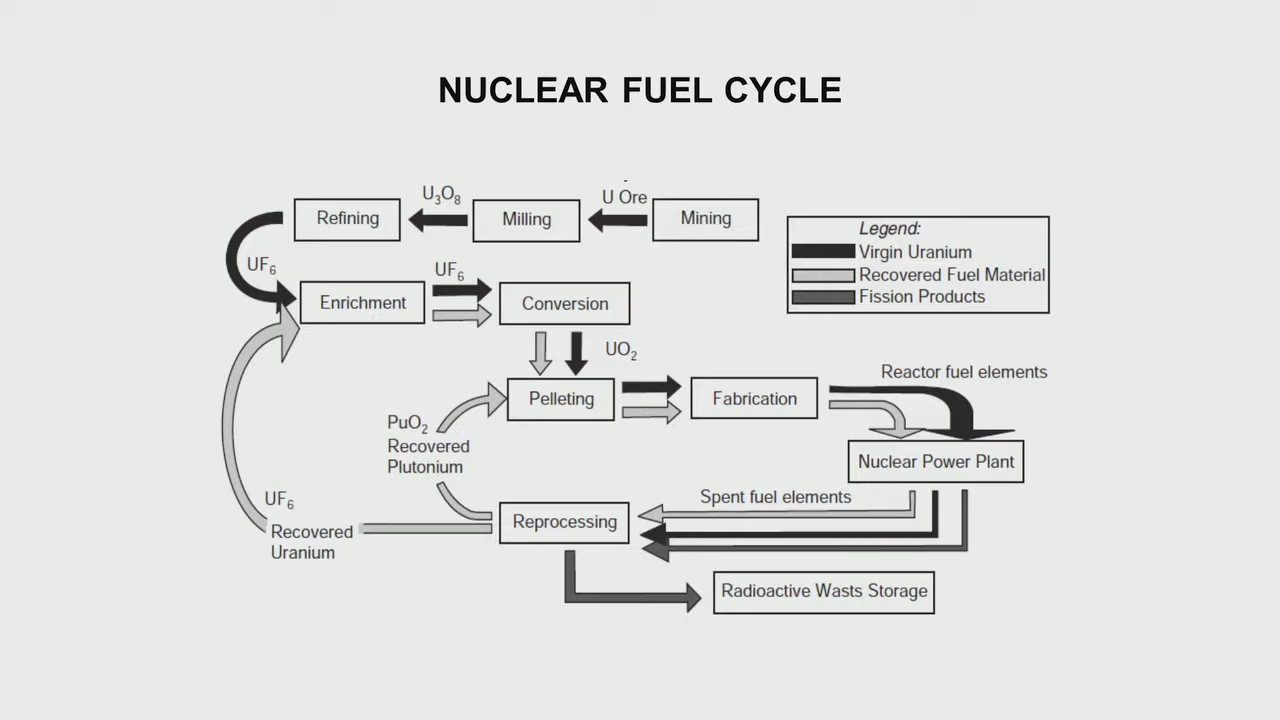 NUCLEAR FUEL CYCLE
U₃O₈
U Ore
Refining
Milling
Mining
Legend:
Virgin Uranium
Recovered Fuel Material
Fission Products
UF₆
UF₆
Enrichment
Conversion
UO₂
Reactor fuel elements
Pelleting
Fabrication
PuO₂
Recovered
Plutonium
Nuclear Power Plant
UF₆
Recovered
Uranium
Spent fuel elements
Reprocessing
Radioactive Wasts Storage